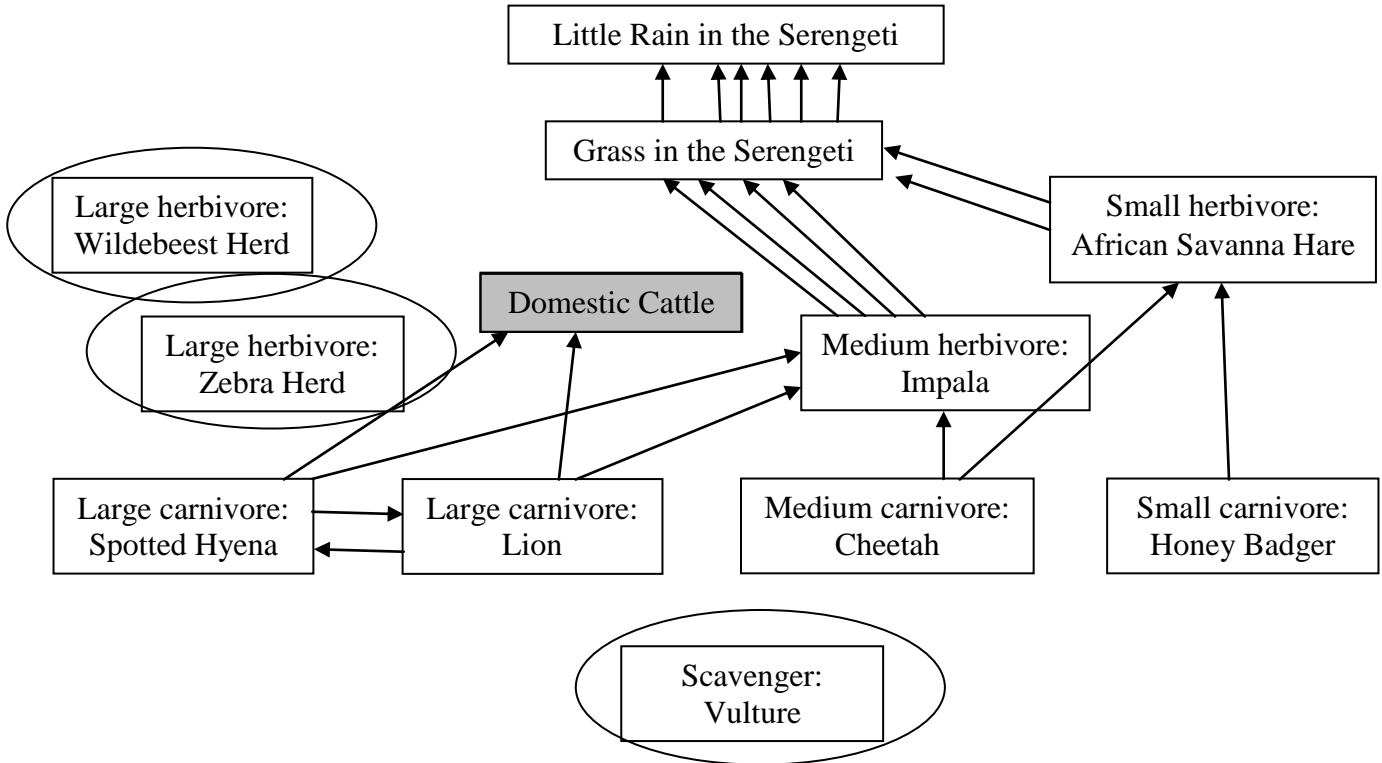 Little Rain in the Serengeti
Grass in the Serengeti
Large herbivore:
Wildebeest Herd
Small herbivore:
African Savanna Hare
Domestic Cattle
Large herbivore:
Zebra Herd
Medium herbivore:
Impala
Large carnivore:
Spotted Hyena
Large carnivore:
Lion
Medium carnivore:
Cheetah
Small carnivore:
Honey Badger
Scavenger:
Vulture